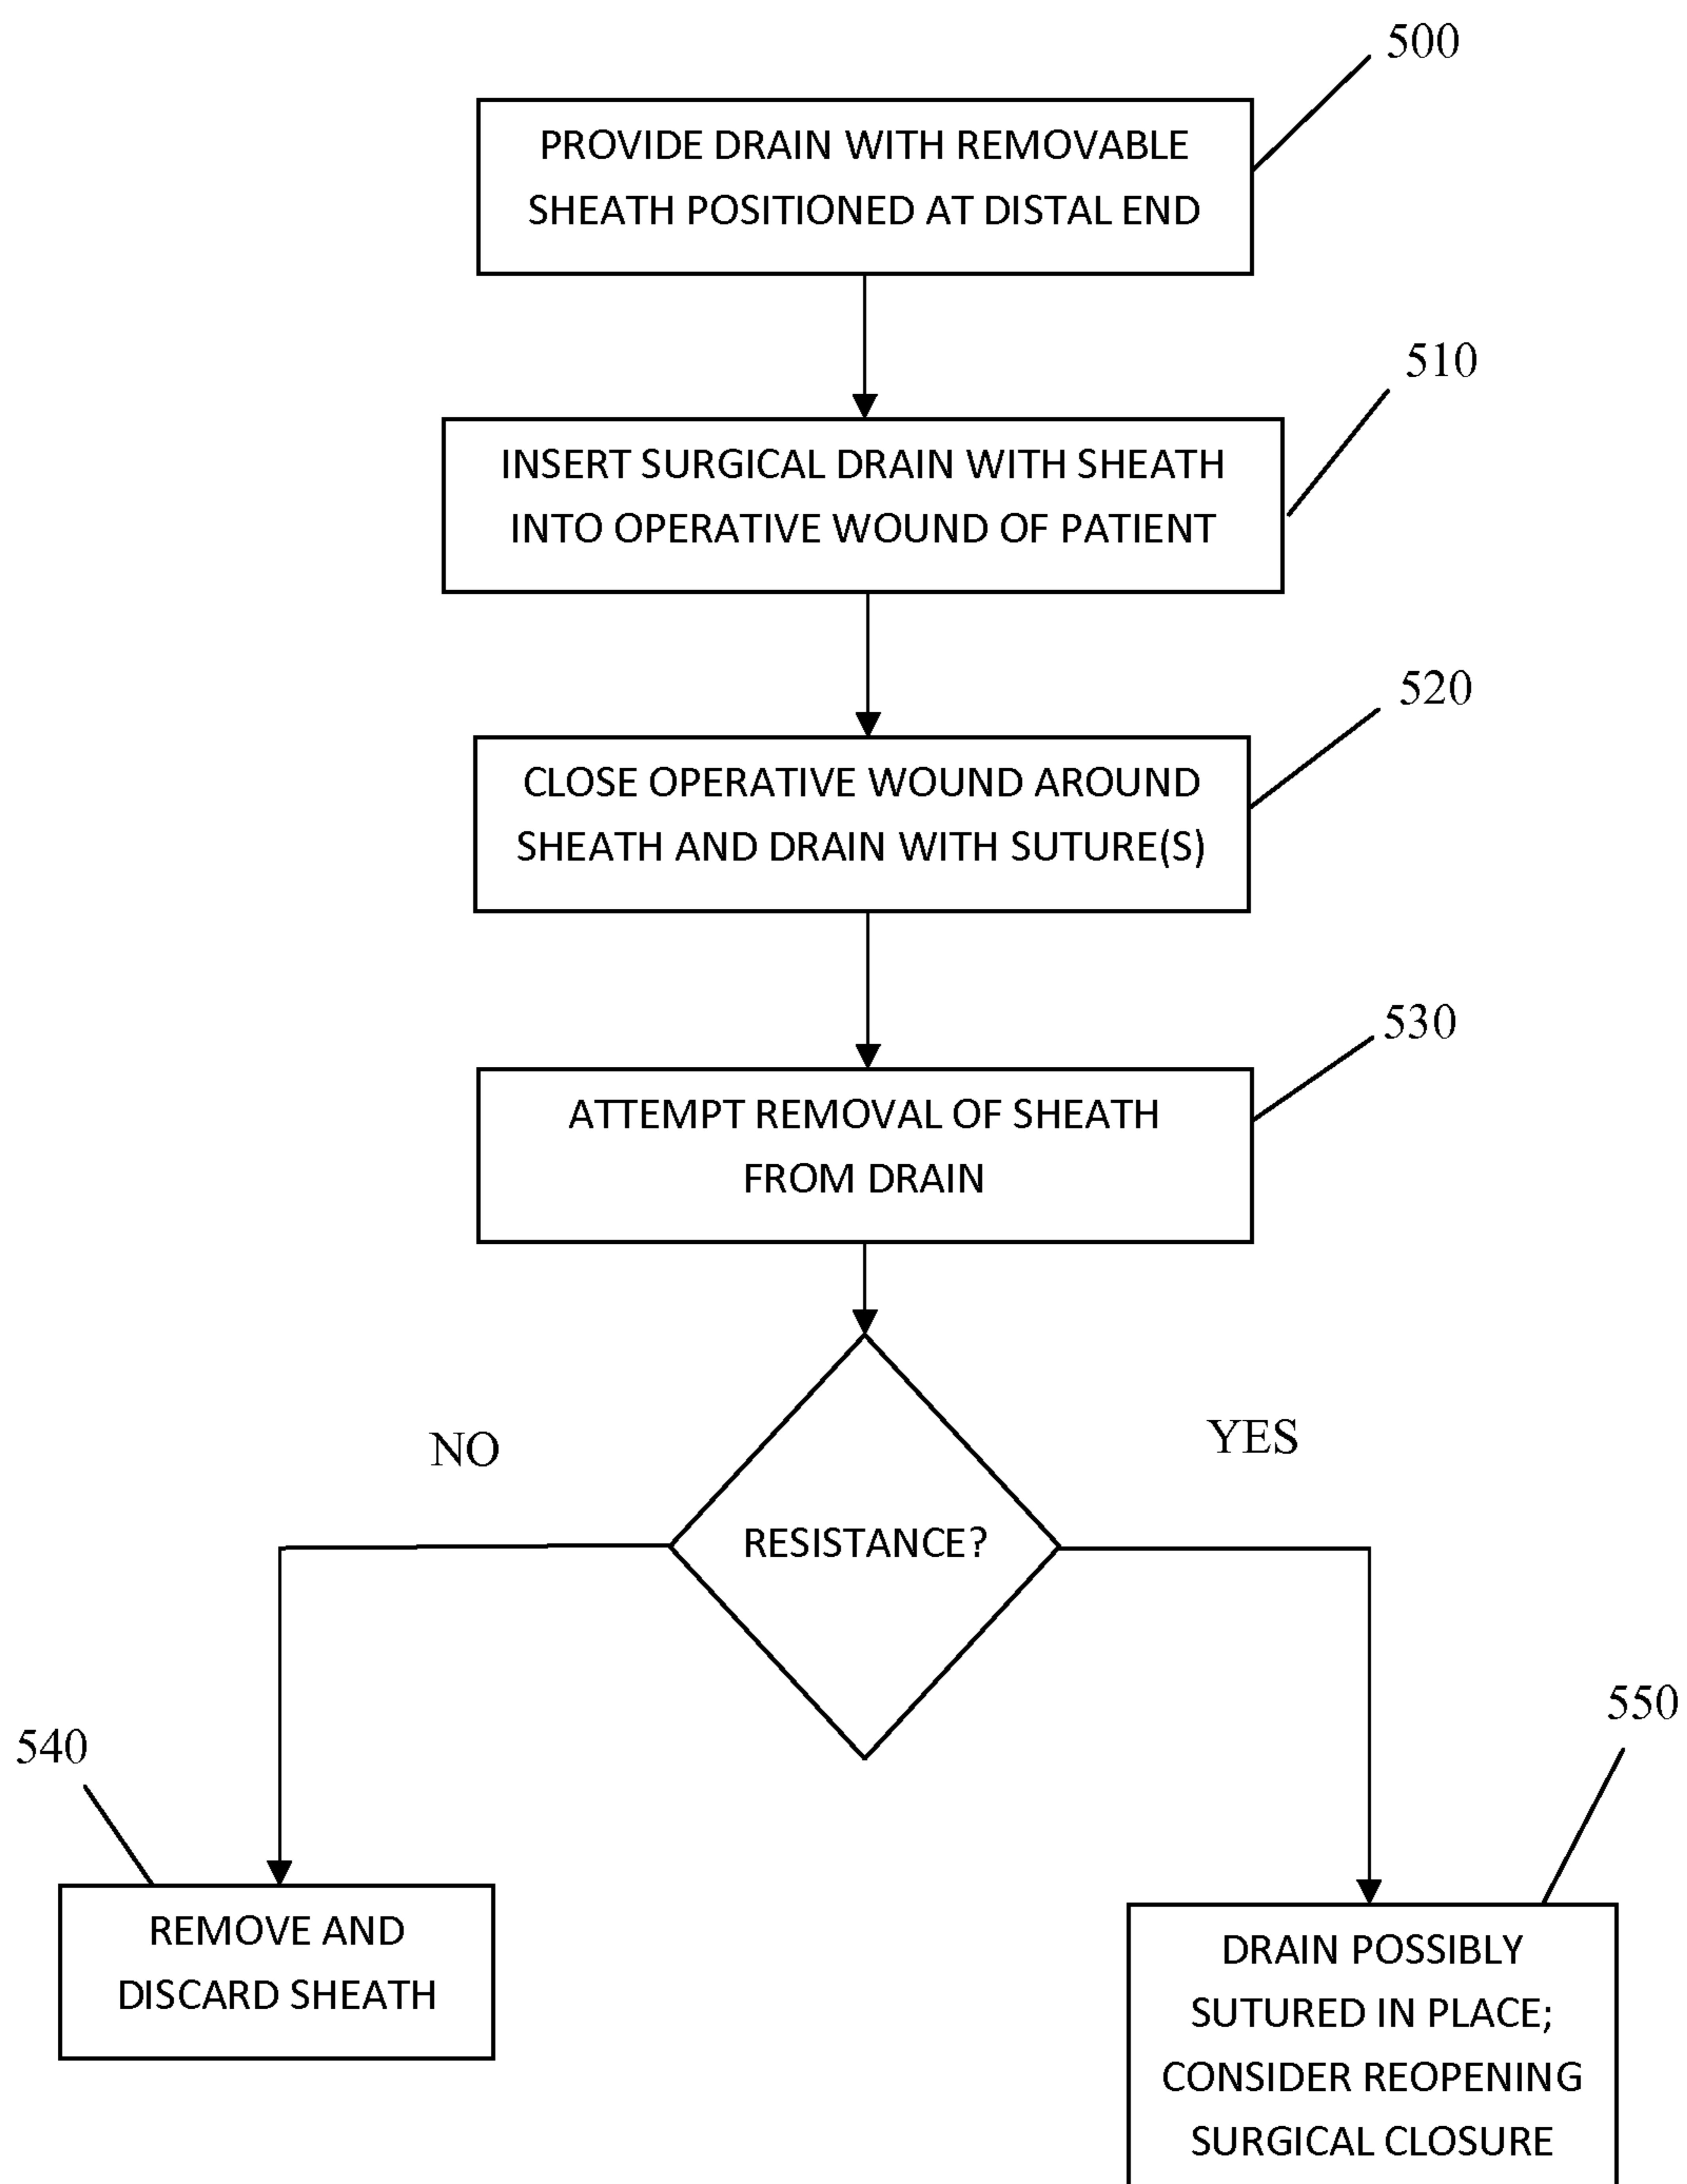 500
PROVIDE DRAIN WITH REMOVABLE
SHEATH POSITIONED AT DISTAL END
510
INSERT SURGICAL DRAIN WITH SHEATH
INTO OPERATIVE WOUND OF PATIENT
520
CLOSE OPERATIVE WOUND AROUND
SHEATH AND DRAIN WITH SUTURE(S)
530
ATTEMPT REMOVAL OF SHEATH
FROM DRAIN
NO
YES
RESISTANCE?
540
REMOVE AND
DISCARD SHEATH
550
DRAIN POSSIBLY
SUTURED IN PLACE;
CONSIDER REOPENING
SURGICAL CLOSURE